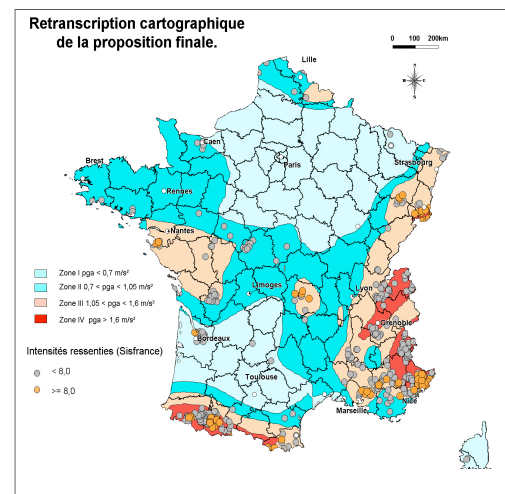 Retranscription cartographique
de la proposition finale.
0 100 200km
N
W E
S
Lille
Caen
Paris
Strasbourg
Brest
Rennes
Nantes
Zone I pga < 0,7 m/s²
Zone II 0,7 < pga < 1,05 m/s²
Zone III 1,05 < pga < 1,6 m/s²
Zone IV pga > 1,6 m/s²
Limoges
Lyon
Grenoble
Intensités ressenties (Sisfrance)
< 8,0
>= 8,0
Bordeaux
Toulouse
Marseille
Nice